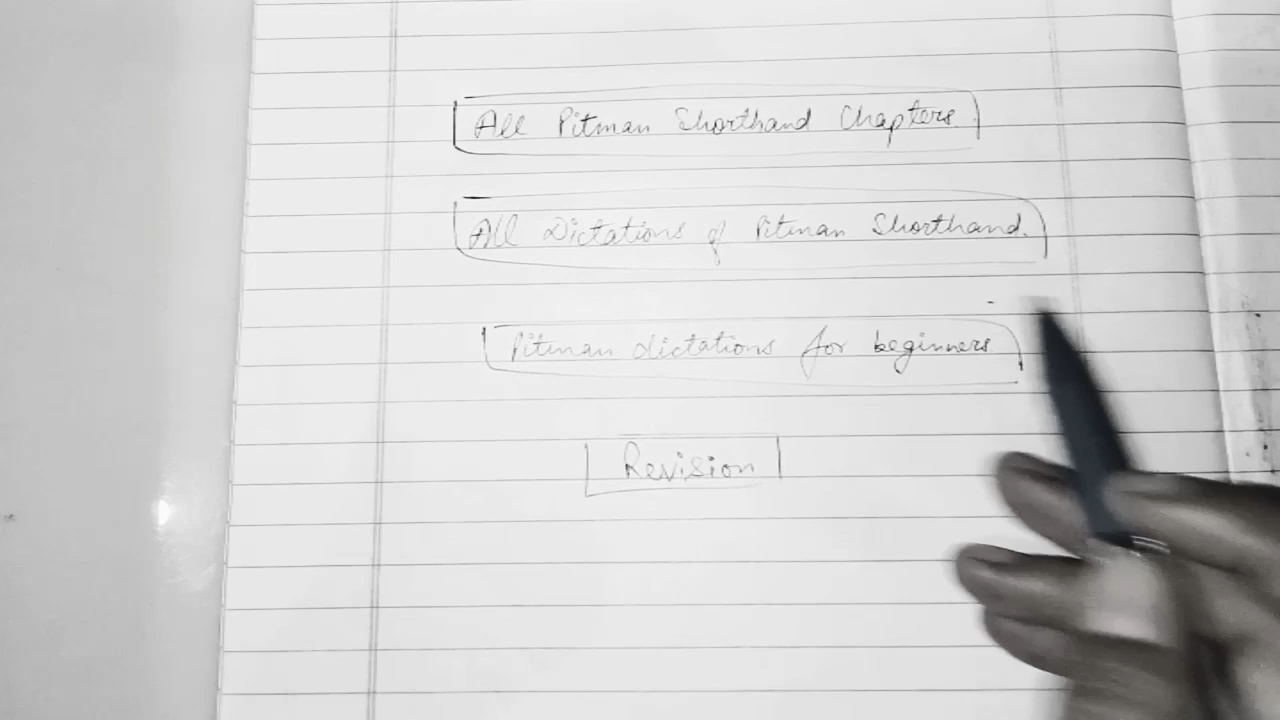 All Pitman Shorthand Chapters.
All Dictations of Pitman Shorthand.
Pitman dictations for beginners
Revision